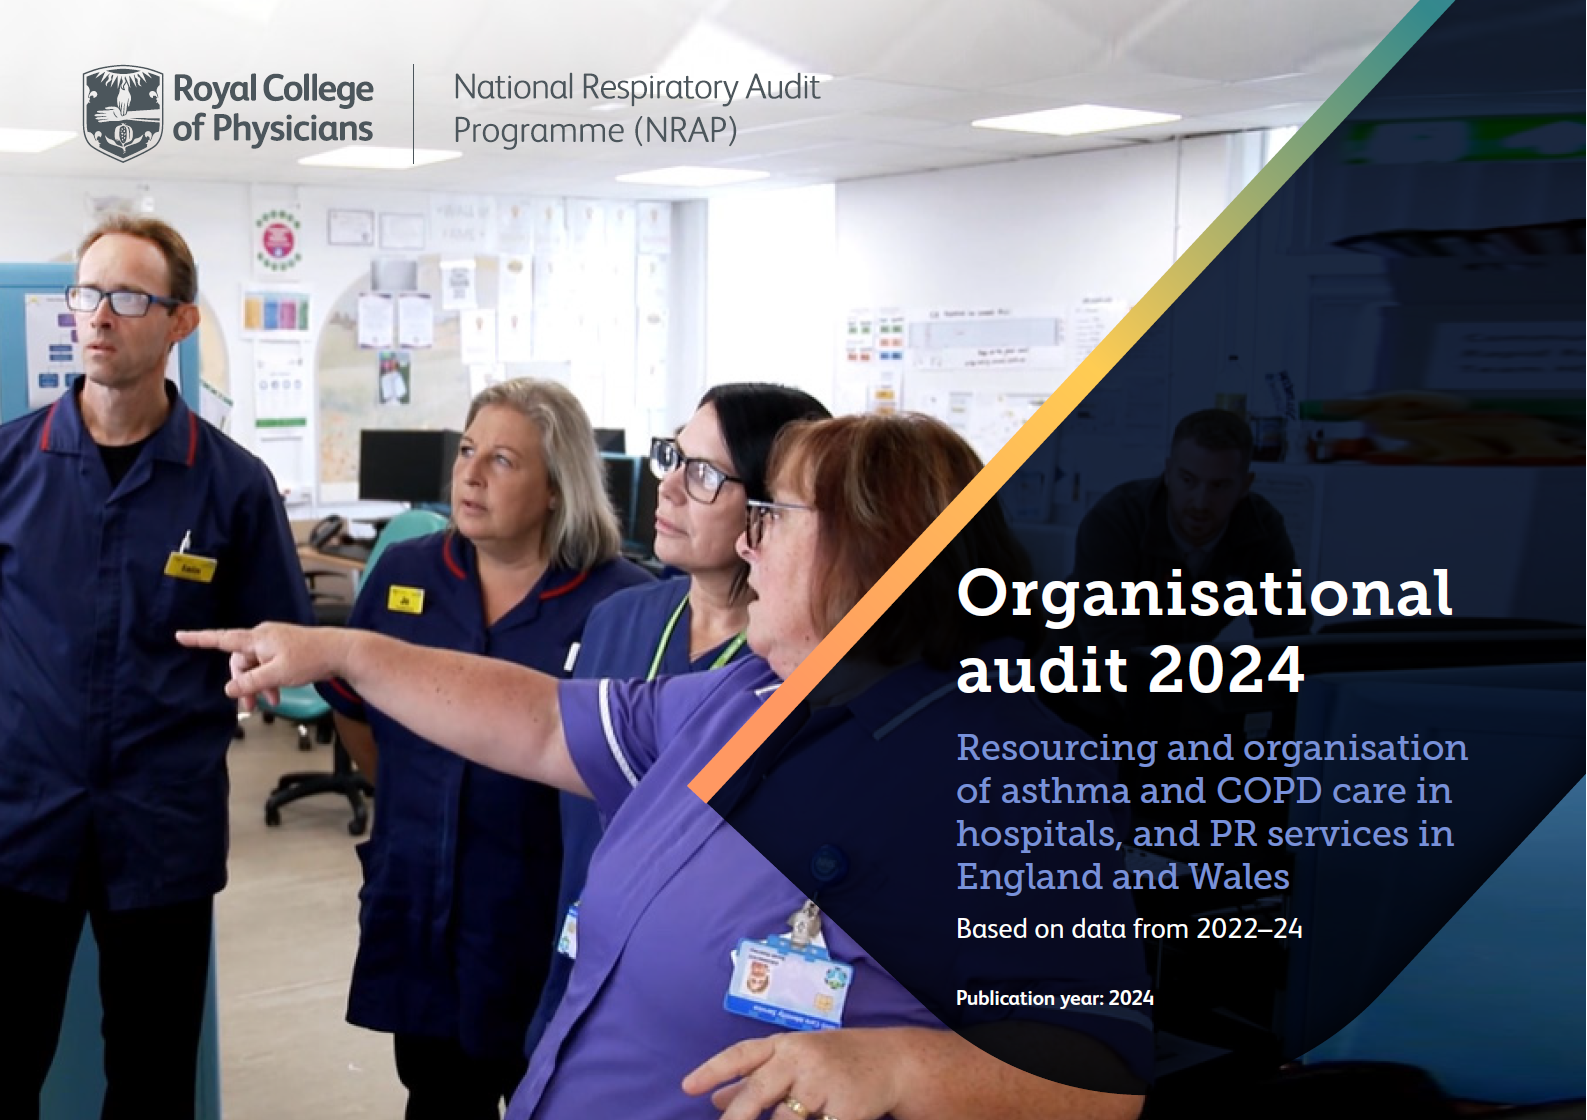 Royal College
of Physicians
National Respiratory Audit
Programme (NRAP)
Organisational
audit 2024
Resourcing and organisation
of asthma and COPD care in
hospitals, and PR services in
England and Wales
Based on data from 2022–24
Publication year: 2024
Iain
Jo